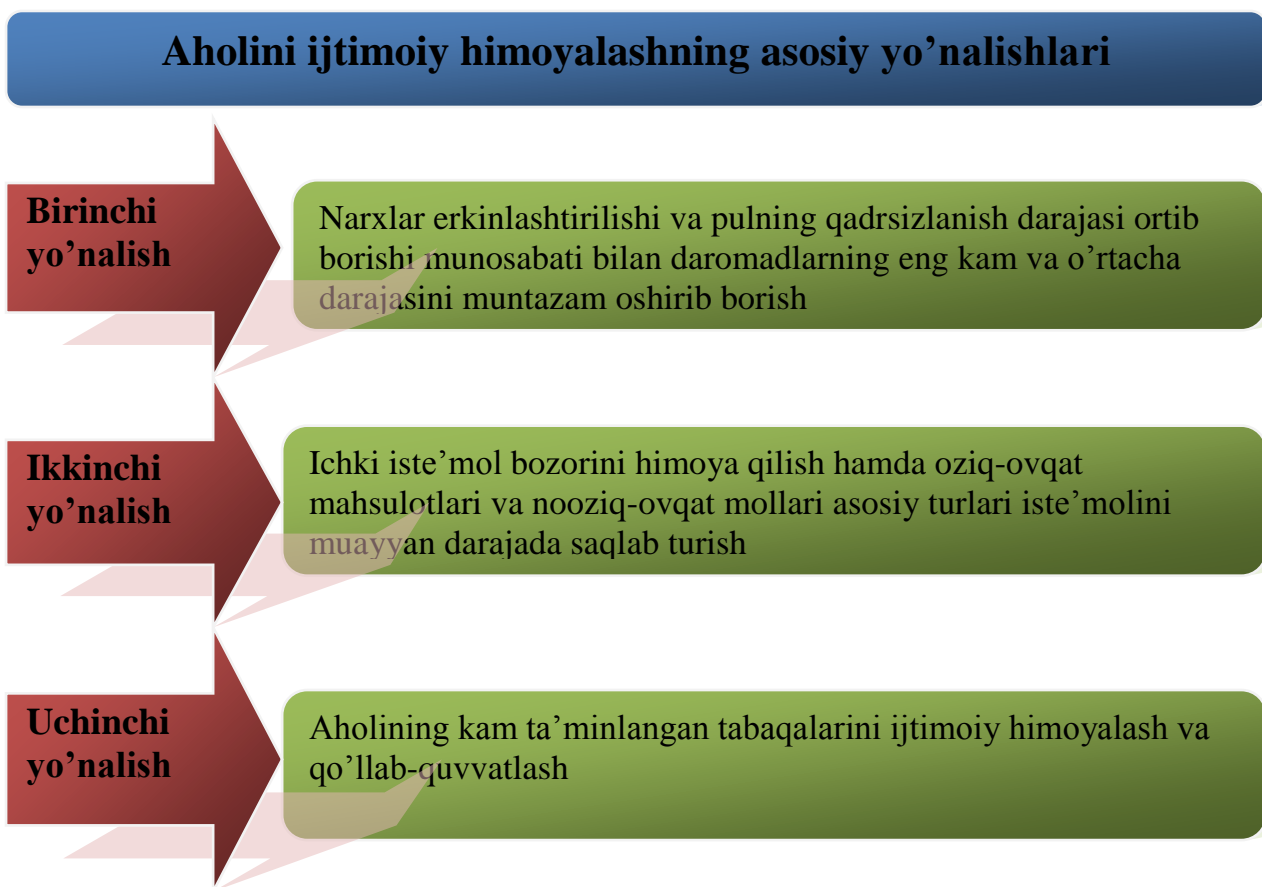 Aholini ijtimoiy himoyalashning asosiy yo’nalishlari
Birinchi
yo’nalish
Narxlar erkinlashtirilishi va pulning qadrsizlanish darajasi ortib
borishi munosabati bilan daromadlarning eng kam va o’rtacha
darajasini muntazam oshirib borish
Ikkinchi
yo’nalish
Ichki iste’mol bozorini himoya qilish hamda oziq-ovqat
mahsulotlari va nooziq-ovqat mollari asosiy turlari iste’molini
muayyan darajada saqlab turish
Uchinchi
yo’nalish
Aholining kam ta’minlangan tabaqalarini ijtimoiy himoyalash va
qo’llab-quvvatlash